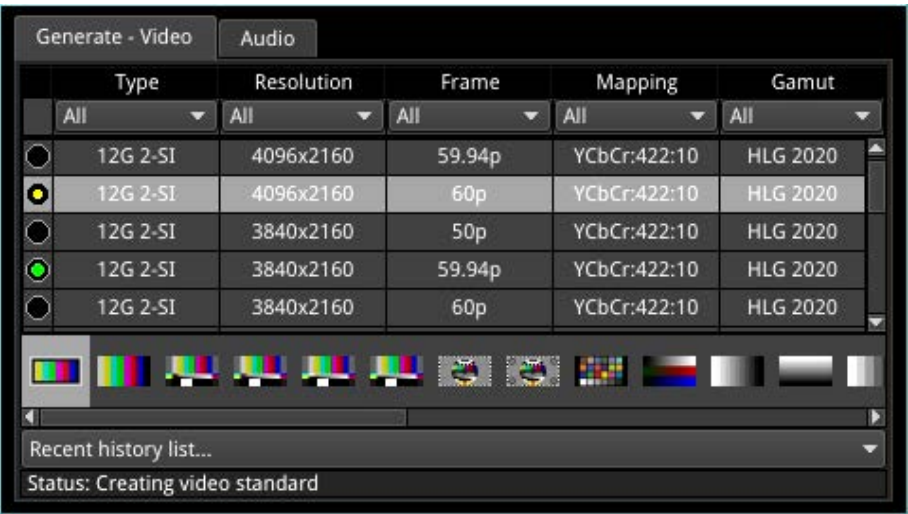 Generate - Video Audio
Type Resolution Frame Mapping Gamut
All All All All All
12G 2-SI 4096x2160 59.94p YCbCr:422:10 HLG 2020
12G 2-SI 4096x2160 60p YCbCr:422:10 HLG 2020
12G 2-SI 3840x2160 50p YCbCr:422:10 HLG 2020
12G 2-SI 3840x2160 59.94p YCbCr:422:10 HLG 2020
12G 2-SI 3840x2160 60p YCbCr:422:10 HLG 2020
Recent history list...
Status: Creating video standard